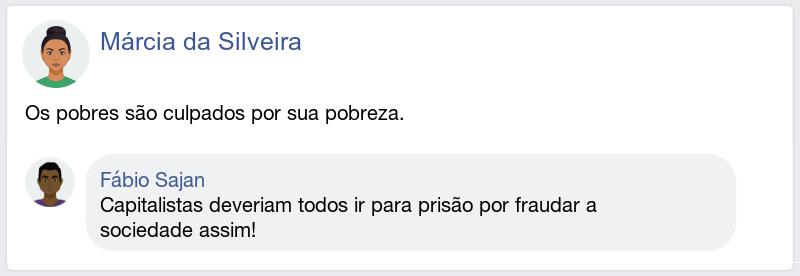 Márcia da Silveira
Os pobres são culpados por sua pobreza.
Fábio Sajan
Capitalistas deveriam todos ir para prisão por fraudar a
sociedade assim!